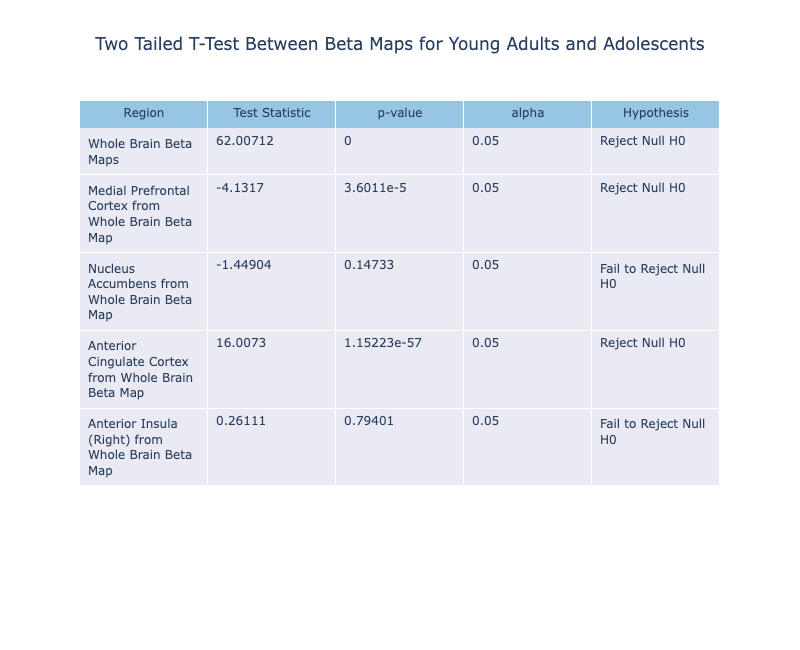 Two Tailed T-Test Between Beta Maps for Young Adults and Adolescents
Region Test Statistic p-value alpha Hypothesis
Whole Brain Beta
Maps
62.00712 0 0.05 Reject Null H0
Medial Prefrontal
Cortex from
Whole Brain Beta
Map
-4.1317 3.6011e-5 0.05 Reject Null H0
Nucleus
Accumbens from
Whole Brain Beta
Map
-1.44904 0.14733 0.05 Fail to Reject Null
H0
Anterior
Cingulate Cortex
from Whole Brain
Beta Map
16.0073 1.15223e-57 0.05 Reject Null H0
Anterior Insula
(Right) from
Whole Brain Beta
Map
0.26111 0.79401 0.05 Fail to Reject Null
H0